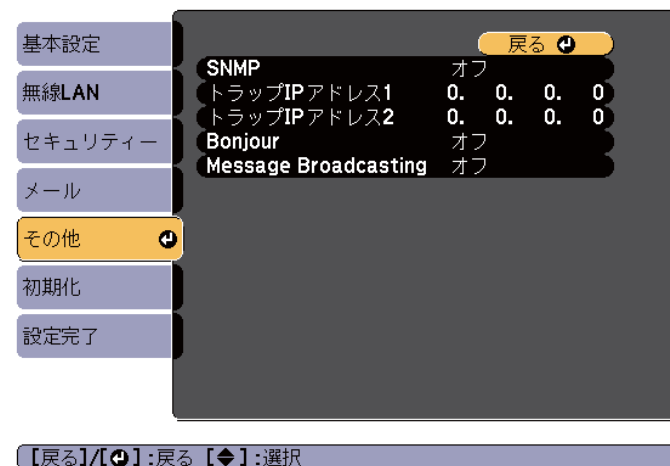 基本設定
無線LAN
セキュリティー
メール
その他
初期化
設定完了
戻る
SNMP オフ
トラップIPアドレス1 0. 0. 0. 0
トラップIPアドレス2 0. 0. 0. 0
Bonjour オフ
Message Broadcasting オフ
[戻る]/[⏎]:戻る [◆]:選択